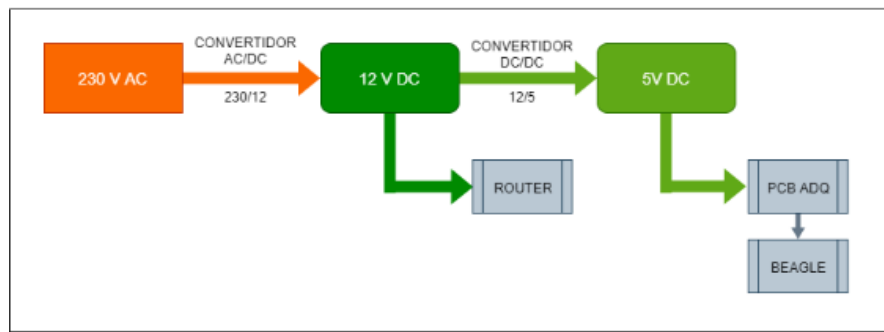 CONVERTIDOR
AC/DC
CONVERTIDOR
DC/DC
230 V AC
12 V DC
5V DC
230/12
12/5
ROUTER
PCB ADQ
BEAGLE